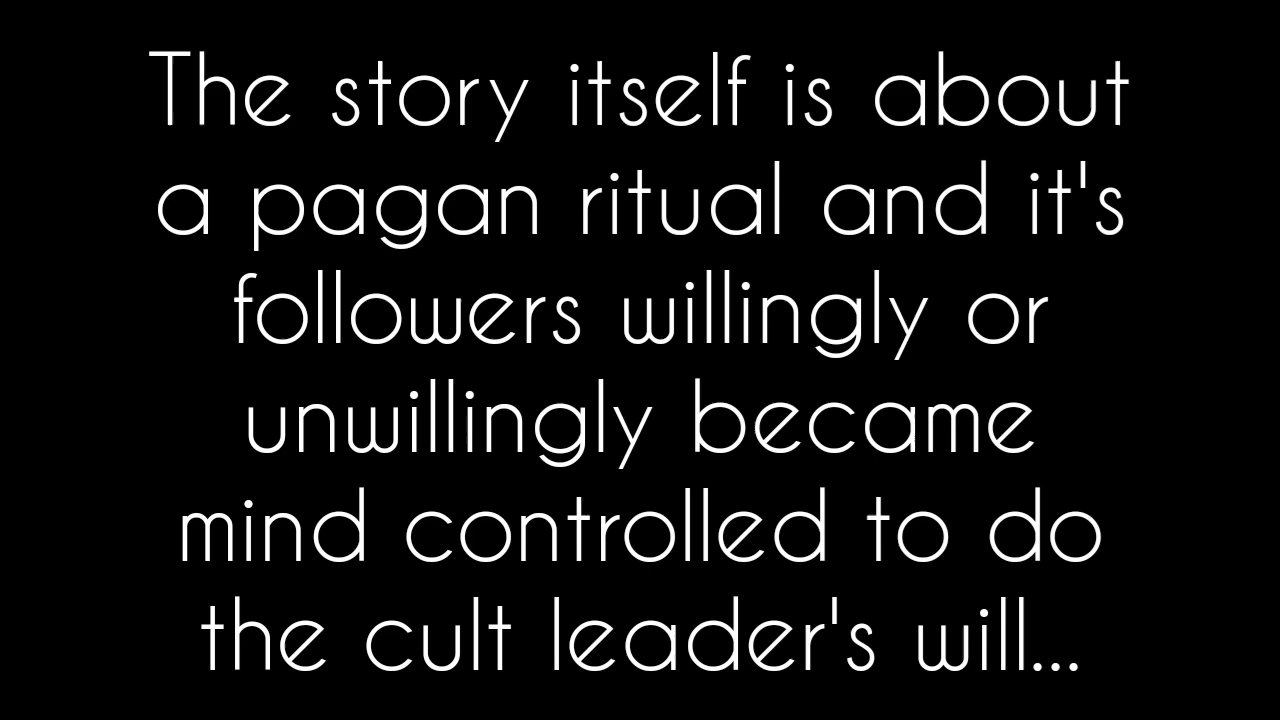 The story itself is about
a pagan ritual and it's
followers willingly or
unwillingly became
mind controlled to do
the cult leader's will...